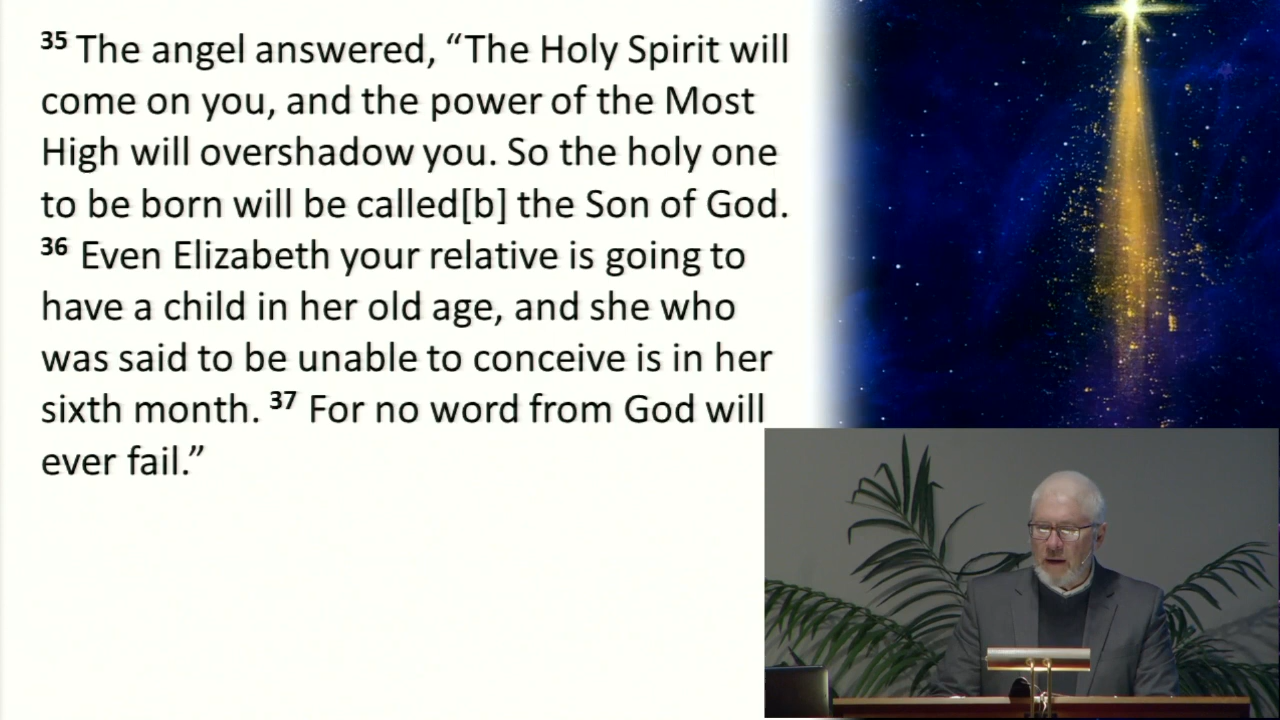 35 The angel answered, “The Holy Spirit will
come on you, and the power of the Most
High will overshadow you. So the holy one
to be born will be called[b] the Son of God.
36 Even Elizabeth your relative is going to
have a child in her old age, and she who
was said to be unable to conceive is in her
sixth month. 37 For no word from God will
ever fail.”